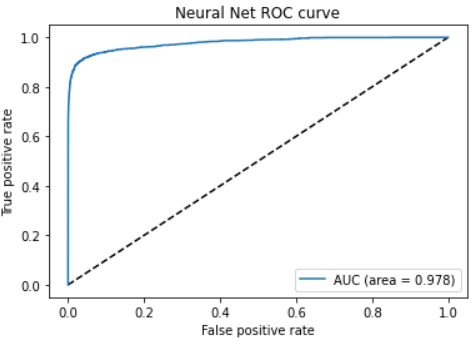 Neural Net ROC curve
True positive rate
1.0
0.8
0.6
0.4
0.2
0.0
AUC (area = 0.978)
0.0 0.2 0.4 0.6 0.8 1.0
False positive rate